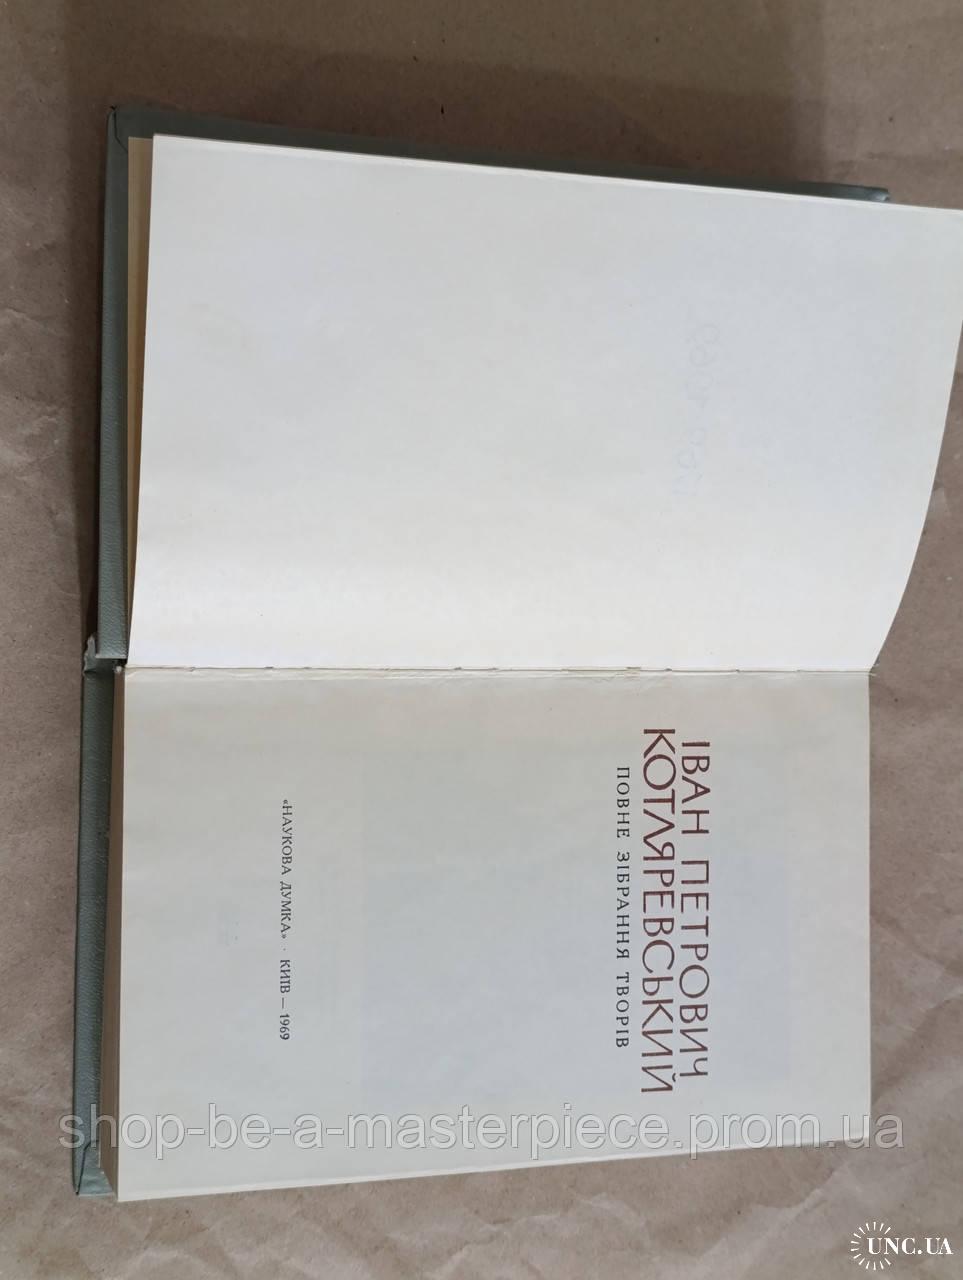 ІВАН ПЕТРОВИЧ
КОТЛЯРЕВСЬКИЙ
ПОВНЕ ЗІБРАННЯ ТВОРІВ
«НАУКОВА ДУМКА» · КИЇВ — 1969
shop-be-a-masterpiece.prom.ua
UNC.UA